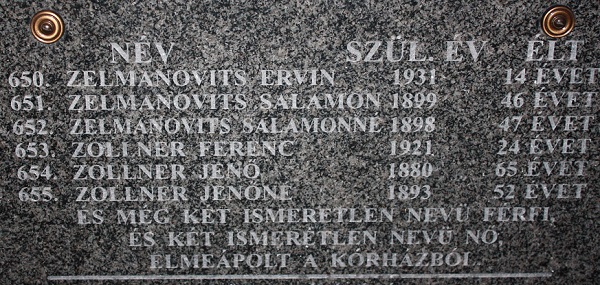 NÉV SZÜL. ÉV ÉLT
650. ZELMANOVITS ERVIN 1931 14 ÉVET
651. ZELMANOVITS SALAMON 1899 46 ÉVET
652. ZELMANOVITS SALAMONNÉ 1898 47 ÉVET
653. ZOLLNER FERENC 1921 24 ÉVET
654. ZOLLNER JENŐ 1880 65 ÉVET
655. ZOLLNER JENŐNÉ 1893 52 ÉVET
ÉS MÉG KÉT ISMERETLEN NEVŰ FÉRFI,
ÉS KÉT ISMERETLEN NEVŰ NŐ,
ELMEÁPOLT A KÓRHÁZBÓL.